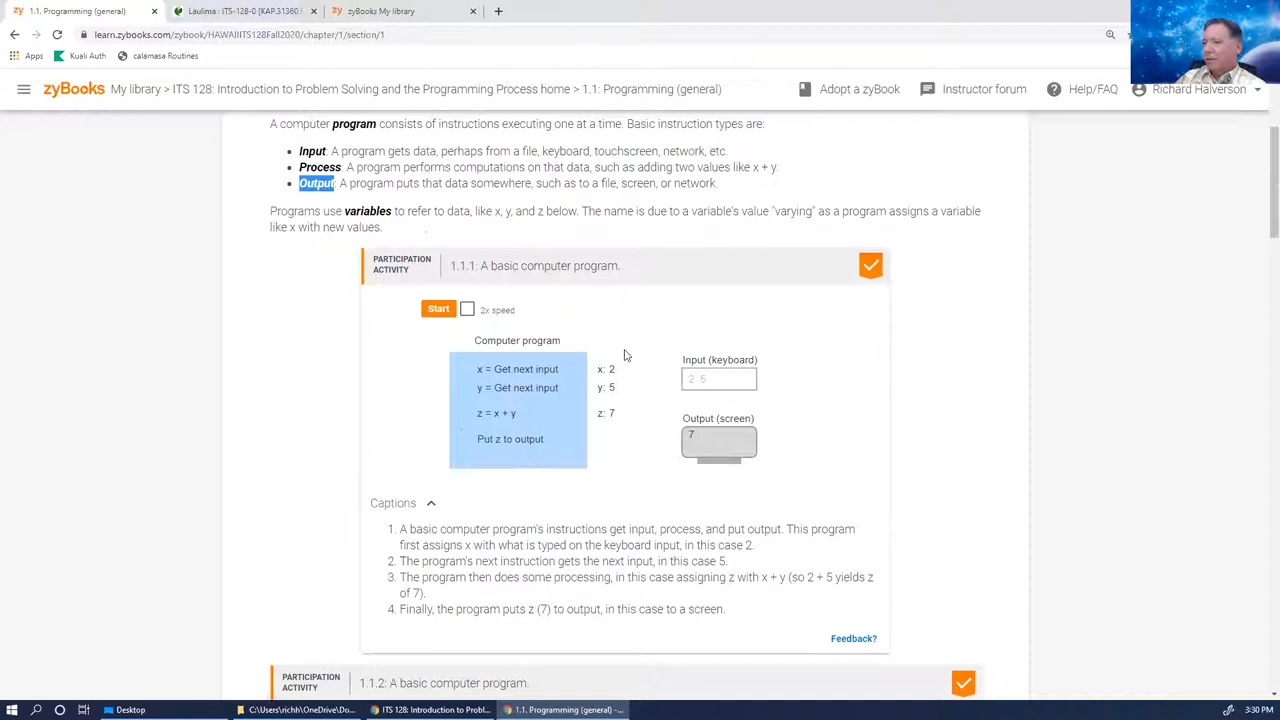 1.1. Programming (general)
Laulima : ITS-128-0 [KAP.31360.F
zyBooks My library
learn.zybooks.com/zybook/HAWAIIITS128Fall2020/chapter/1/section/1
Apps
Kuali Auth
calamasa Routines
zyBooks
My library > ITS 128: Introduction to Problem Solving and the Programming Process home > 1.1: Programming (general)
Adopt a zyBook
Instructor forum
Help/FAQ
Richard Halverson
A computer program consists of instructions executing one at a time. Basic instruction types are:
• Input: A program gets data, perhaps from a file, keyboard, touchscreen, network, etc.
• Process: A program performs computations on that data, such as adding two values like x + y.
• Output: A program puts that data somewhere, such as to a file, screen, or network.
Programs use variables to refer to data, like x, y, and z below. The name is due to a variable's value "varying" as a program assigns a variable
like x with new values.
PARTICIPATION
ACTIVITY
1.1.1: A basic computer program.
Start
2x speed
Computer program
x = Get next input
y = Get next input
z = x + y
Put z to output
x: 2
y: 5
z: 7
Input (keyboard)
2 5
Output (screen)
7
Captions
1. A basic computer program's instructions get input, process, and put output. This program
first assigns x with what is typed on the keyboard input, in this case 2.
2. The program's next instruction gets the next input, in this case 5.
3. The program then does some processing, in this case assigning z with x + y (so 2 + 5 yields z
of 7).
4. Finally, the program puts z (7) to output, in this case to a screen.
Feedback?
PARTICIPATION
ACTIVITY
1.1.2: A basic computer program.
Desktop
C:\Users\richh\OneDrive\Do...
ITS 128: Introduction to Probl...
1.1. Programming (general) -...
3:30 PM